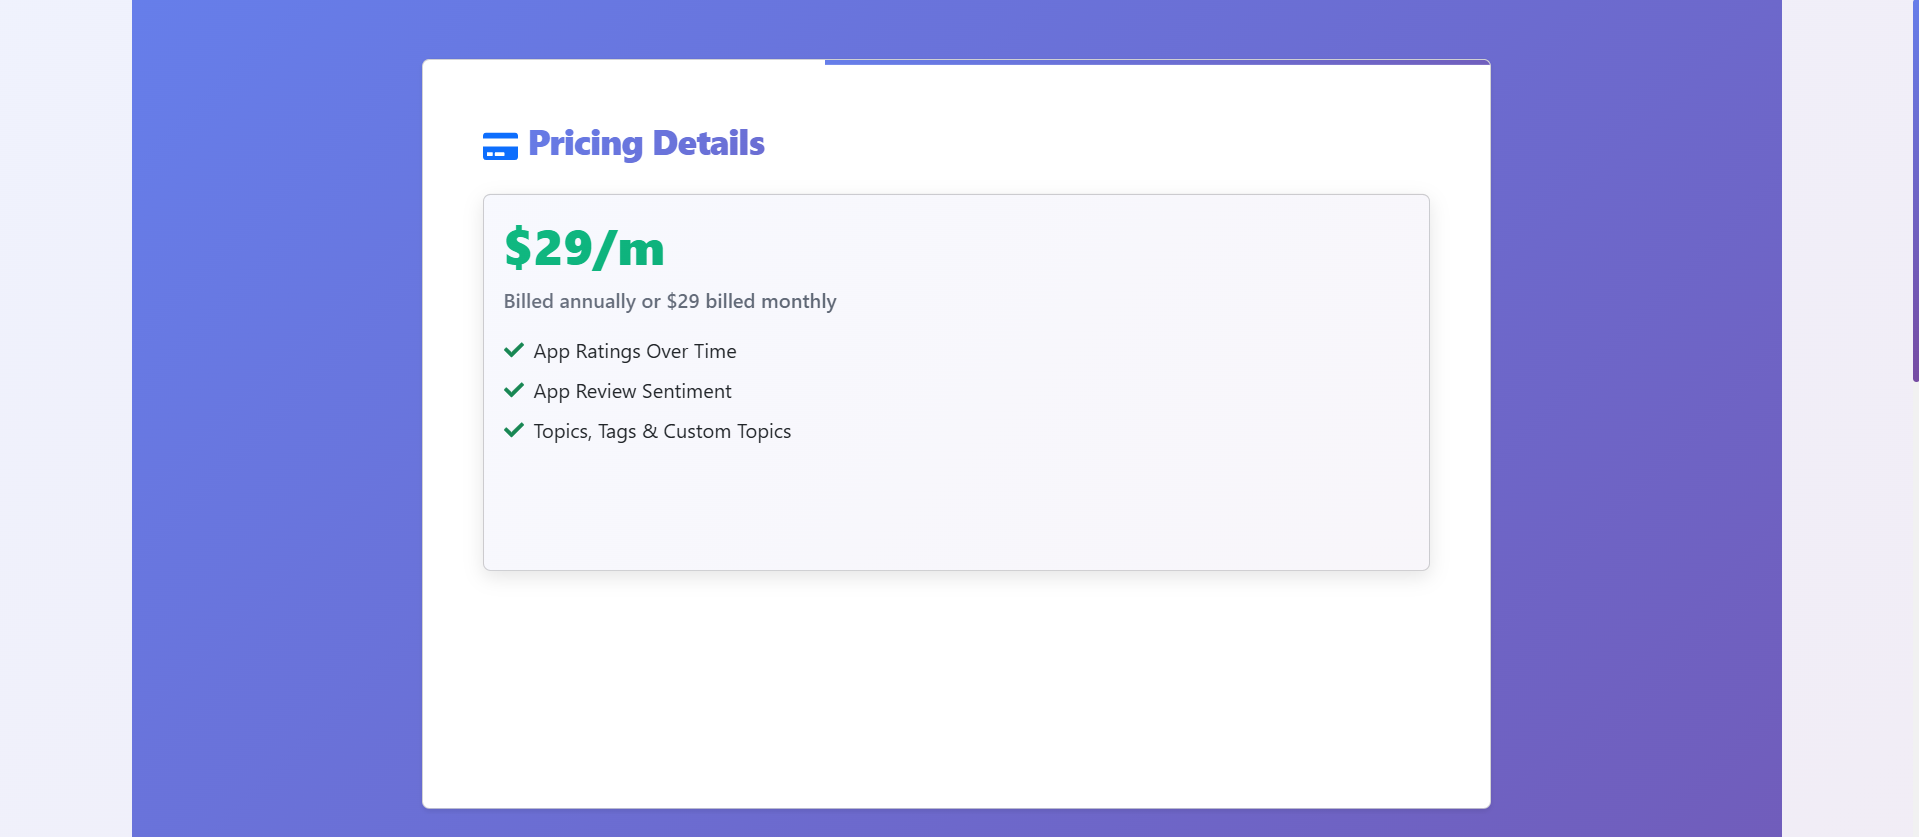 Pricing Details
$29/m
Billed annually or $29 billed monthly
App Ratings Over Time
App Review Sentiment
Topics, Tags & Custom Topics